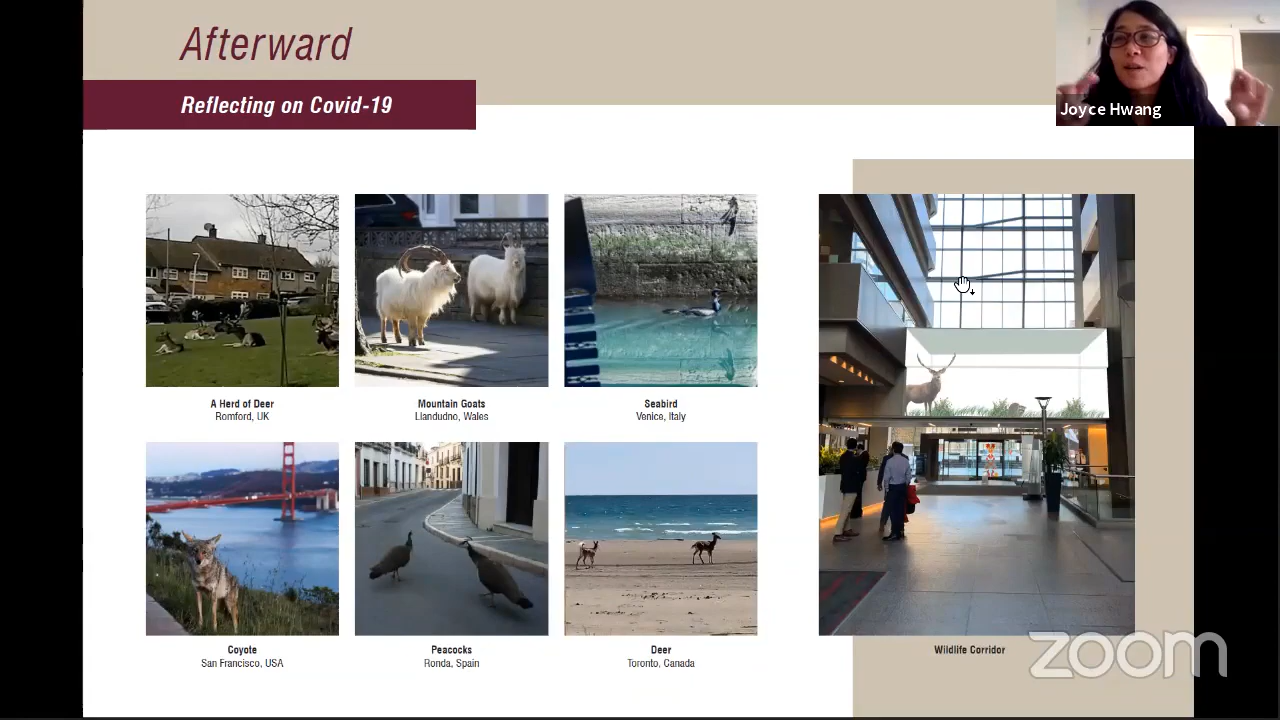 Afterward
Reflecting on Covid-19
Joyce Hwang
A Herd of Deer
Romford, UK
Mountain Goats
Llandudno, Wales
Seabird
Venice, Italy
Coyote
San Francisco, USA
Peacocks
Ronda, Spain
Deer
Toronto, Canada
Wildlife Corridor
zoom